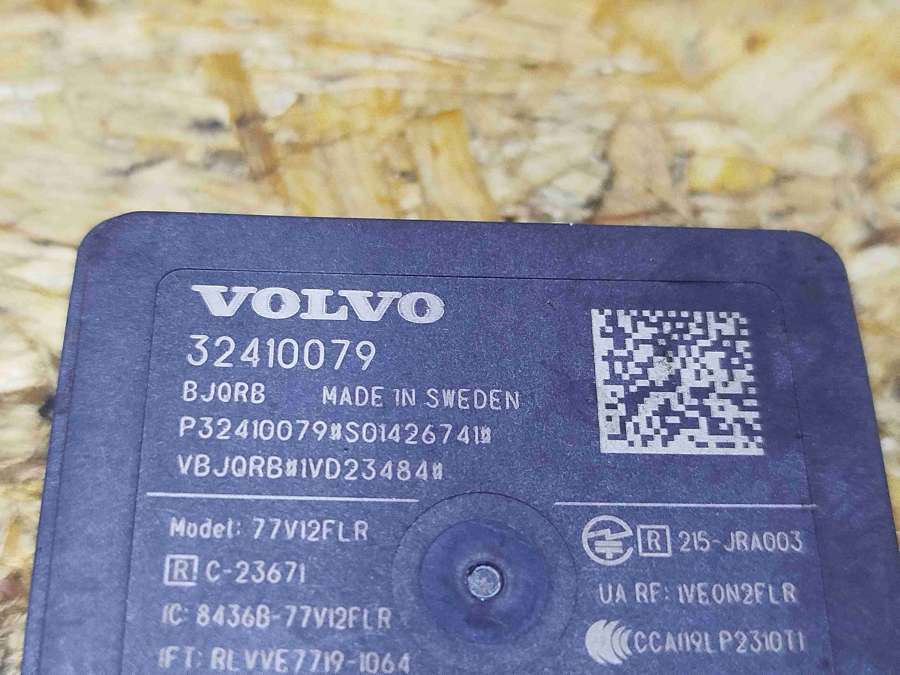 VOLVO
32410079
BJQRB MADE IN SWEDEN
P32410079#S01426741#
VBJQRB#1VD23484#
Model: 77V12FLR
R C-23671
IC: 8436B-77V12FLR
IFT: RLVVE7719-1064
R 215-JRA003
UA RF: 1VEON2FLR
CCAI19LP2310T1